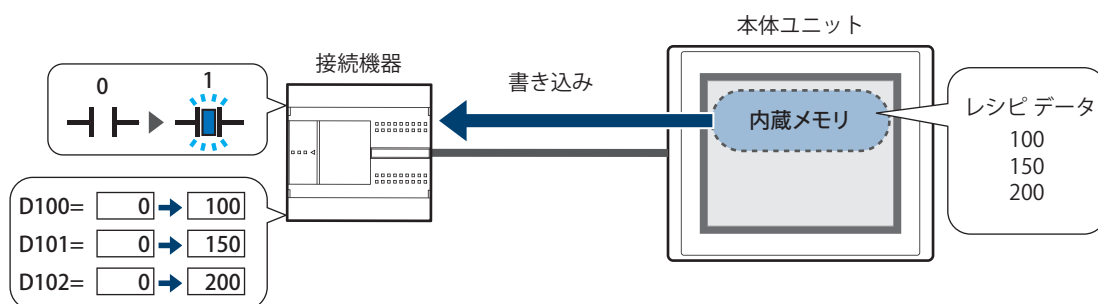 本体ユニット
接続機器
書き込み
0 1
内蔵メモリ
レシピ データ
100
150
200
D100= 0 100
D101= 0 150
D102= 0 200